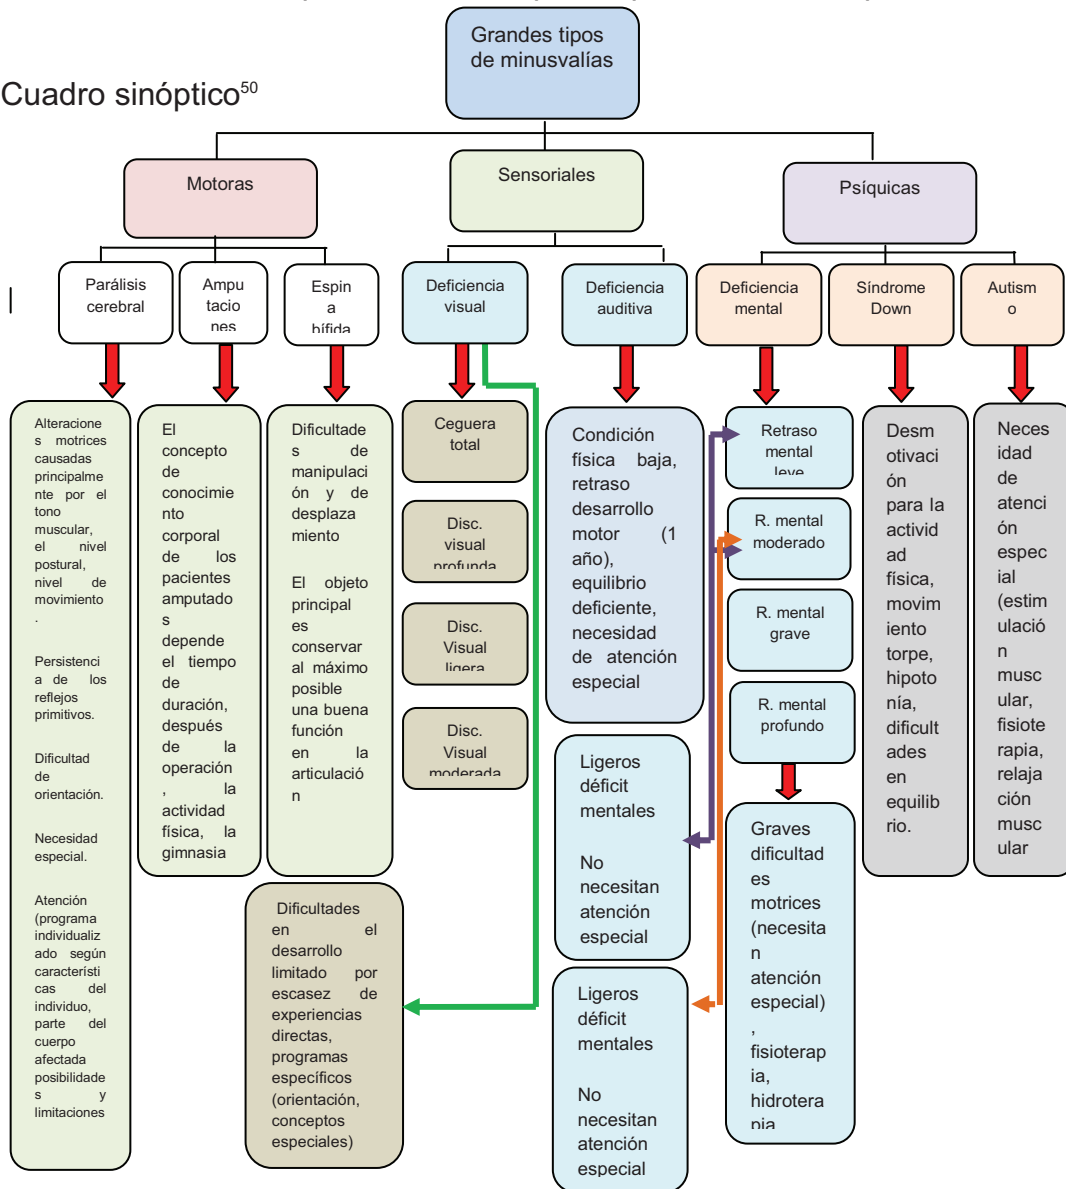 Grandes tipos
de minusvalías
Cuadro sinóptico50
Motoras
Sensoriales
Psíquicas
Parálisis
cerebral
Ampu
tacio
nes
Espin
a
bífida
Deficiencia
visual
Deficiencia
auditiva
Deficiencia
mental
Síndrome
Down
Autism
o
Alteracione
s motrices
causadas
principalme
nte por el
tono
muscular,
el nivel
postural,
nivel de
movimiento
.
Persistenci
a de los
reflejos
primitivos.
Dificultad
de
orientación.
Necesidad
especial.
Atención
(programa
individualiz
ado según
característi
cas del
individuo,
parte del
cuerpo
afectada
posibilidade
s y
limitaciones
El
concepto
de
conocimie
nto
corporal
de los
pacientes
amputado
s
depende
el tiempo
de
duración,
después
de la
operación
, la
actividad
física, la
gimnasia
Dificultade
s de
manipulaci
ón y de
desplaza
miento
El objeto
principal
es
conservar
al máximo
posible
una buena
función
en la
articulació
n
Ceguera
total
Disc.
visual
profunda
Disc.
Visual
ligera
Disc.
Visual
moderada
Dificultades
en el
desarrollo
limitado por
escasez de
experiencias
directas,
programas
específicos
(orientación,
conceptos
especiales)
Condición
física baja,
retraso
desarrollo
motor (1
año),
equilibrio
deficiente,
necesidad
de atención
especial
Ligeros
déficit
mentales
No
necesitan
atención
especial
Ligeros
déficit
mentales
No
necesitan
atención
especial
Retraso
mental
leve
R. mental
moderado
R. mental
grave
R. mental
profundo
Graves
dificultad
es
motrices
(necesita
n
atención
especial)
,
fisioterap
ia,
hidrotera
pia
Desm
otivaci
ón
para la
activid
ad
física,
movim
iento
torpe,
hipoto
nía,
dificult
ades
en
equilib
rio.
Neces
idad
de
atenci
ón
espec
ial
(estim
ulació
n
musc
ular,
fisiote
rapia,
relaja
ción
musc
ular